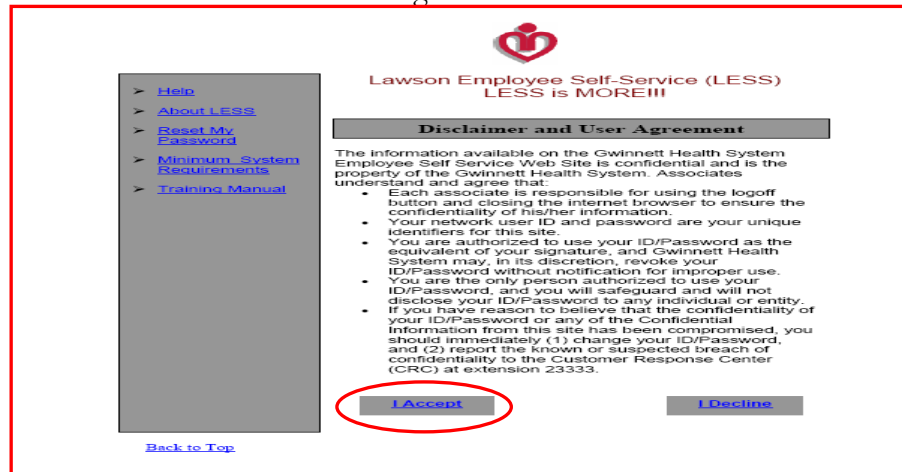 Lawson Employee Self-Service (LESS)
LESS is MORE!!!
Help
About LESS
Reset My
Password
Minimum System
Requirements
Training Manual
Disclaimer and User Agreement
The information available on the Gwinnett Health System
Employee Self Service Web Site is confidential and is the
property of the Gwinnett Health System. Associates
understand and agree that:
• Each associate is responsible for using the logoff
button and closing the internet browser to ensure the
confidentiality of his/her information.
• Your network user ID and password are your unique
identifiers for this site.
• You are authorized to use your ID/Password as the
equivalent of your signature, and Gwinnett Health
System may, in its discretion, revoke your
ID/Password without notification for improper use.
• You are the only person authorized to use your
ID/Password, and you will safeguard and will not
disclose your ID/Password to any individual or entity.
• If you have reason to believe that the confidentiality of
your ID/Password or any of the Confidential
Information from this site has been compromised, you
should immediately (1) change your ID/Password,
and (2) report the known or suspected breach of
confidentiality to the Customer Response Center
(CRC) at extension 23333.
I Accept
I Decline
Back to Top